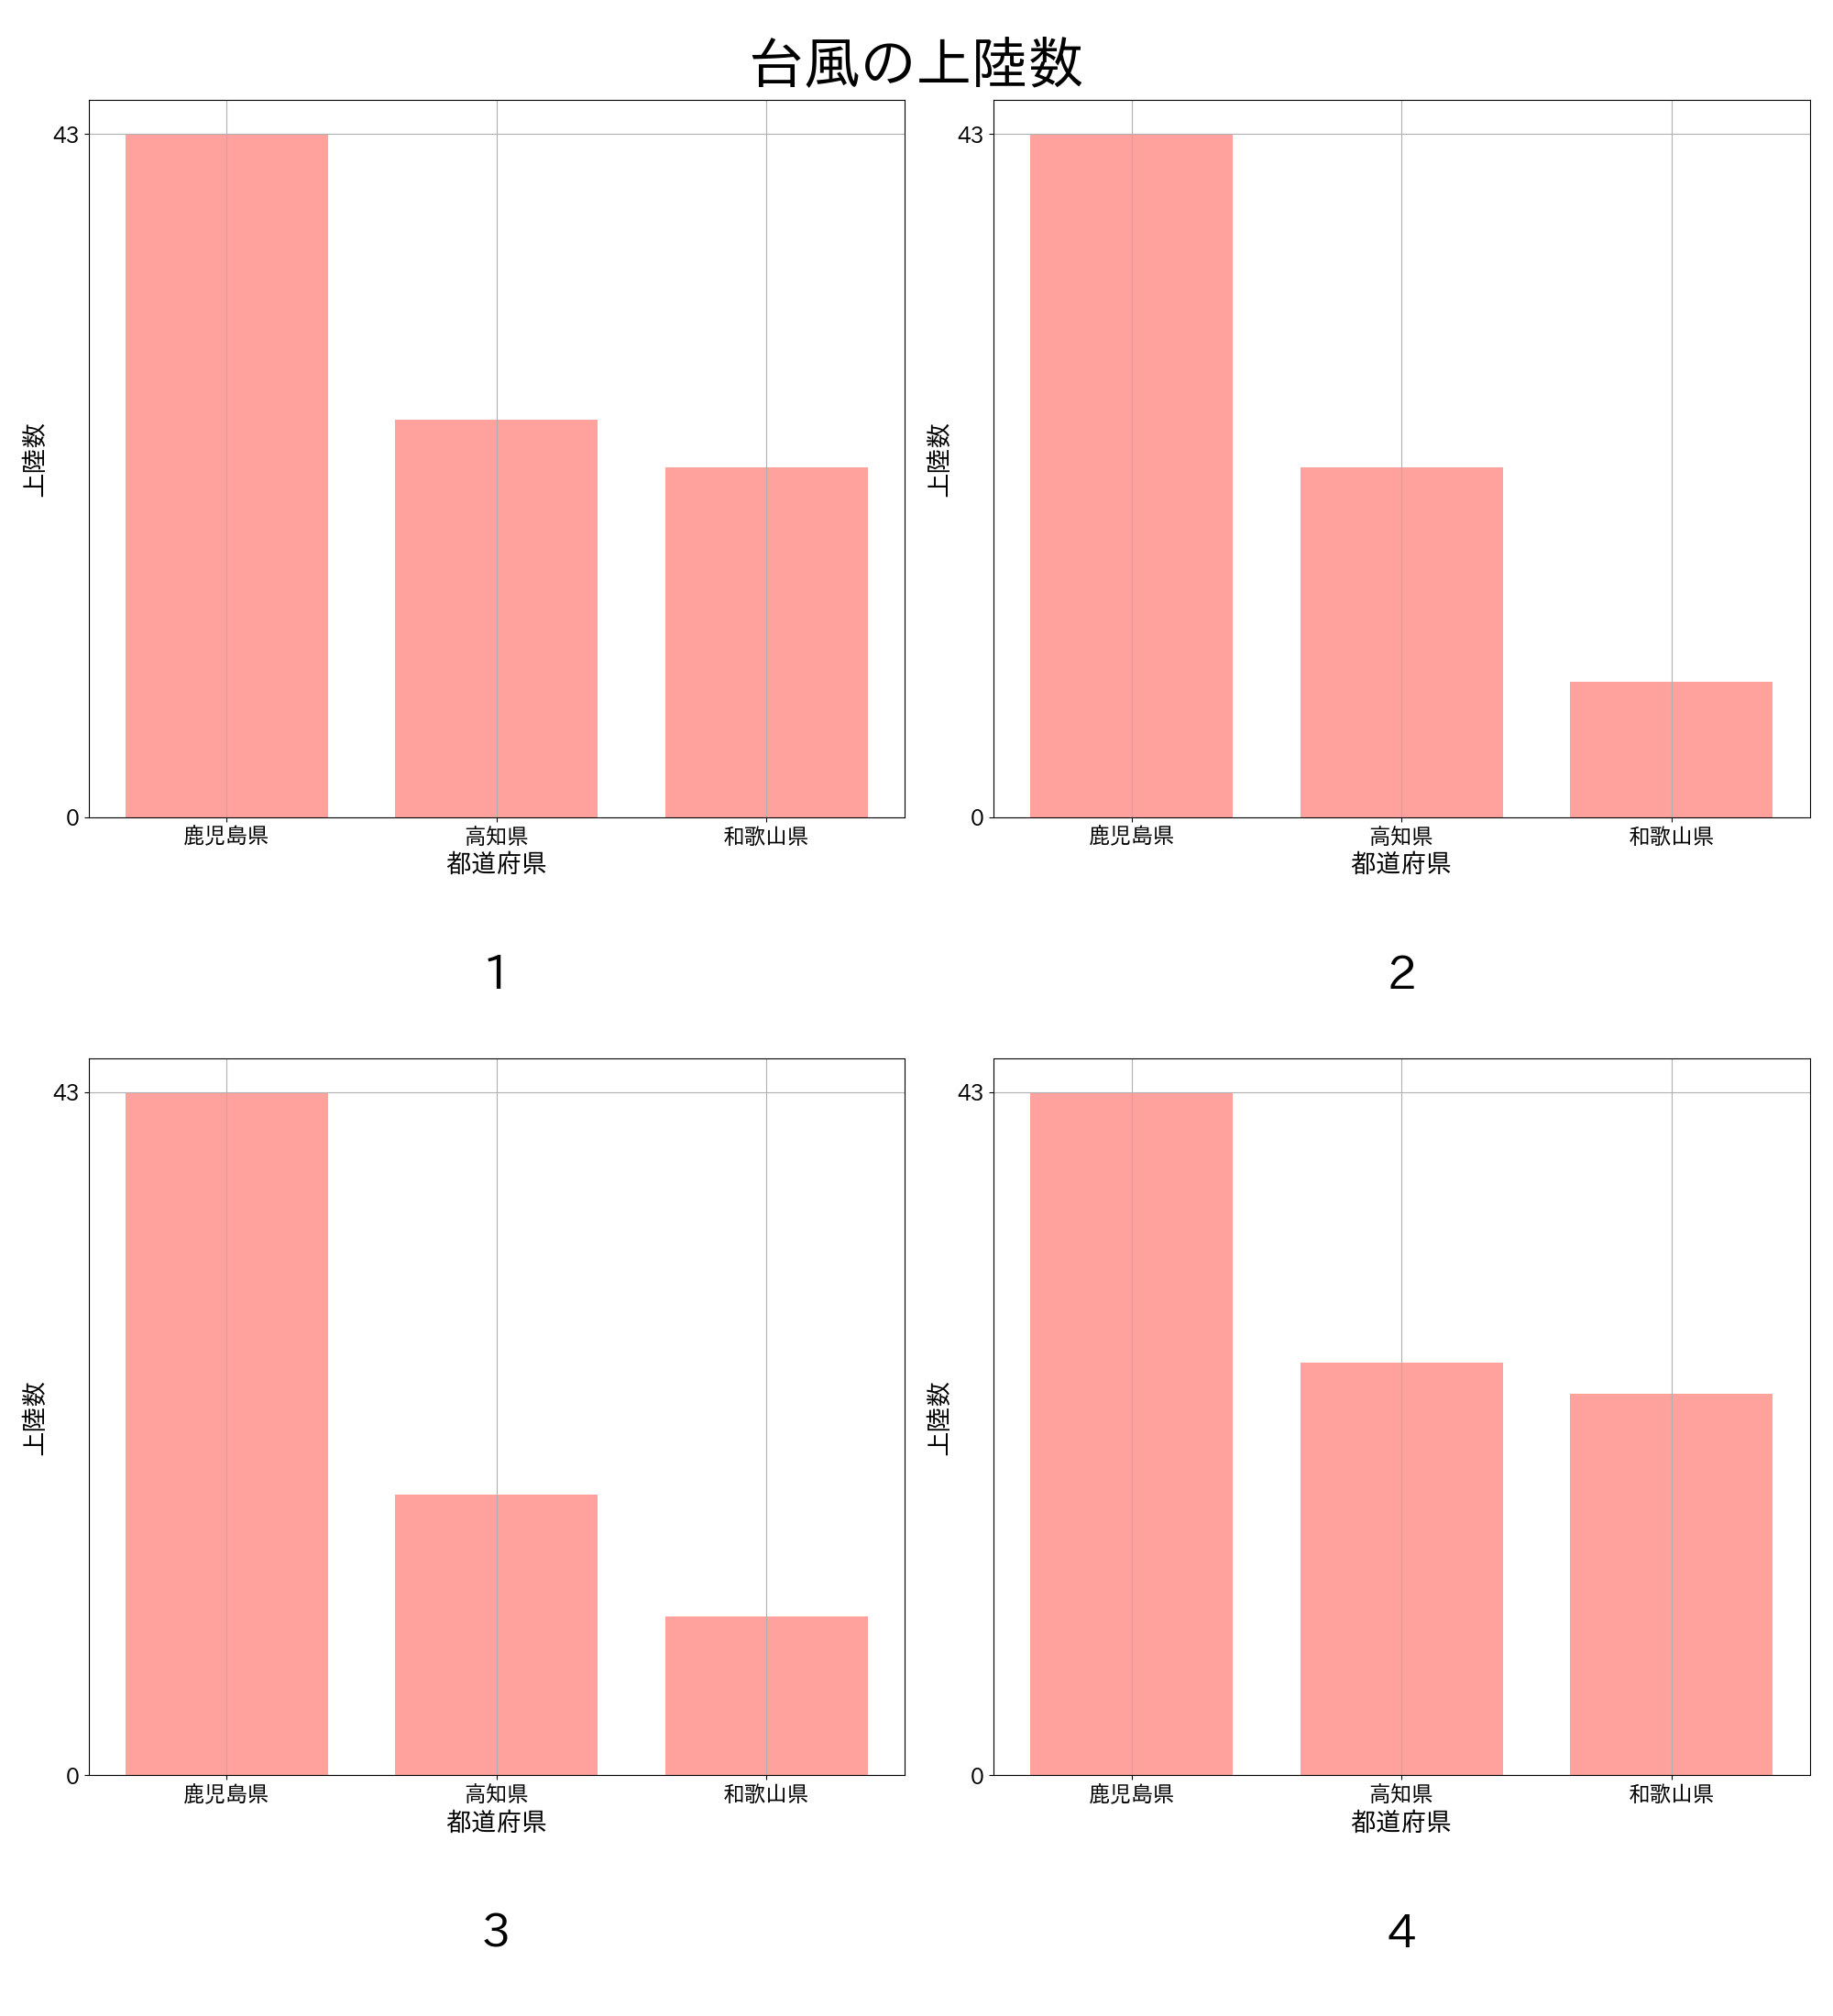 台風の上陸数
43
0
上陸数
鹿児島県 高知県 和歌山県
都道府県
1
43
0
上陸数
鹿児島県 高知県 和歌山県
都道府県
2
43
0
上陸数
鹿児島県 高知県 和歌山県
都道府県
3
43
0
上陸数
鹿児島県 高知県 和歌山県
都道府県
4